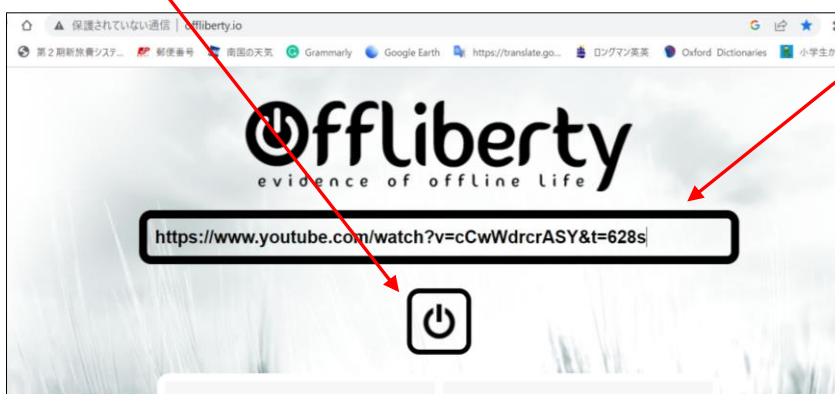 保護されていない通信 | offliberty.io
第2期新旅費システ... 郵便番号 南国の天気 Grammarly Google Earth https://translate.go... ロングマン英英 Oxford Dictionaries 小学生が
Offliberty
evidence of offline life
https://www.youtube.com/watch?v=cCwWdrcrASY&t=628s